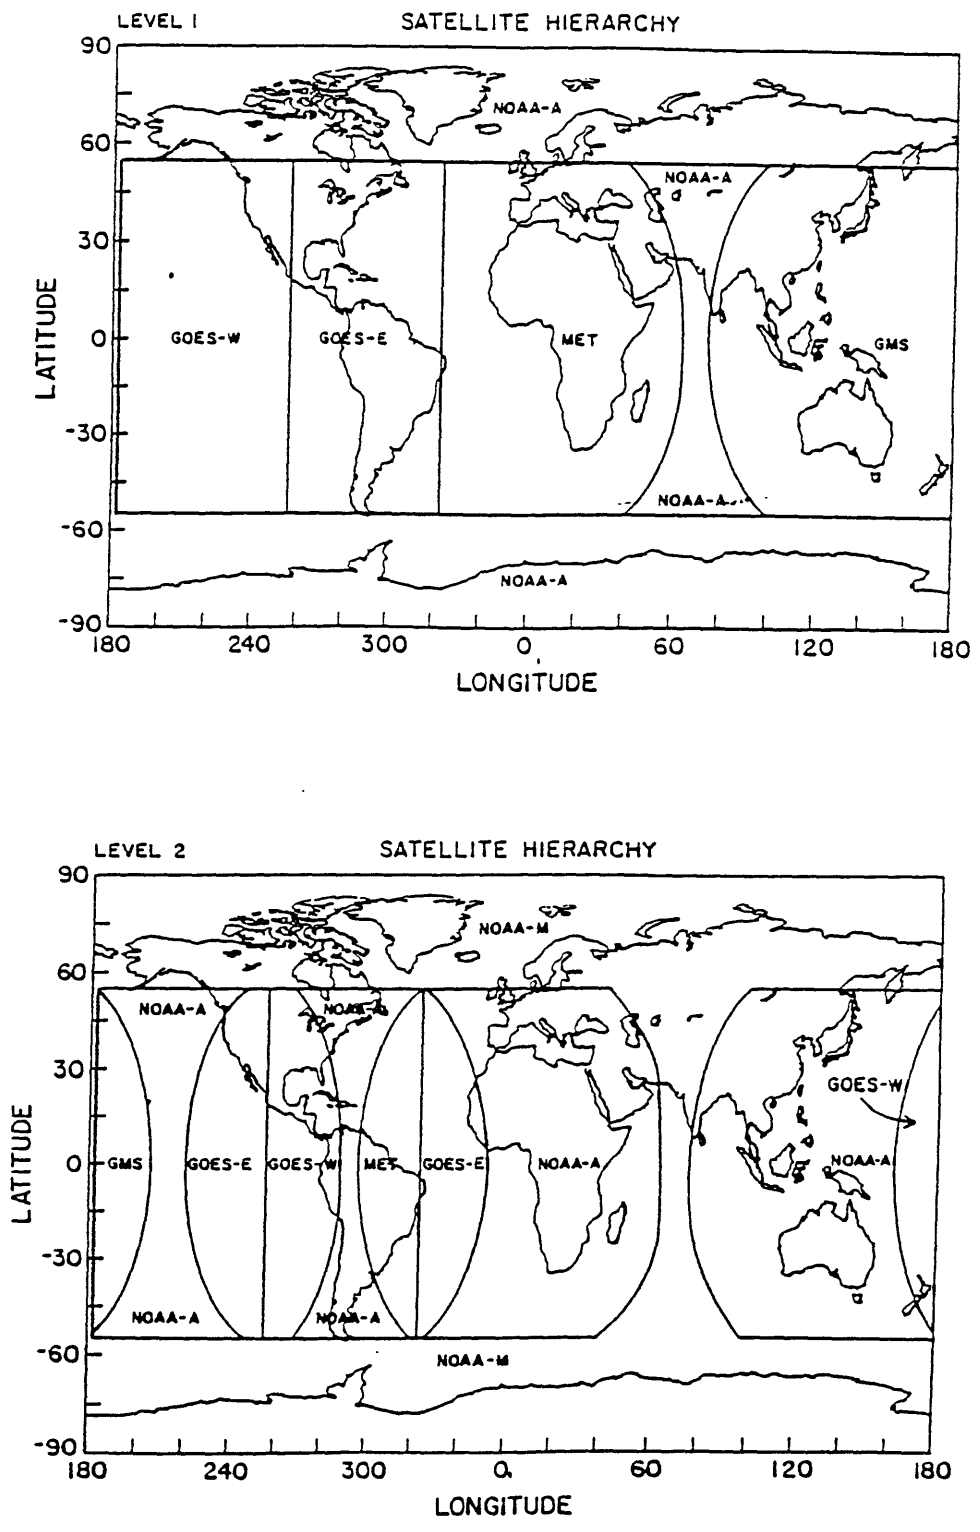 LEVEL 1 SATELLITE HIERARCHY
90
NOAA-A
60
NOAA-A
30
LATITUDE
0 GOES-W GOES-E MET GMS
-30
NOAA-A
-60
NOAA-A
-90
180 240 300 0 60 120 180
LONGITUDE
LEVEL 2 SATELLITE HIERARCHY
90
NOAA-M
60
NOAA-A NOAA-A
30
GOES-W
LATITUDE
0 GMS GOES-E GOES-W MET GOES-E NOAA-A NOAA-A
-30
NOAA-A NOAA-A
-60
NOAA-M
-90
180 240 300 0 60 120 180
LONGITUDE